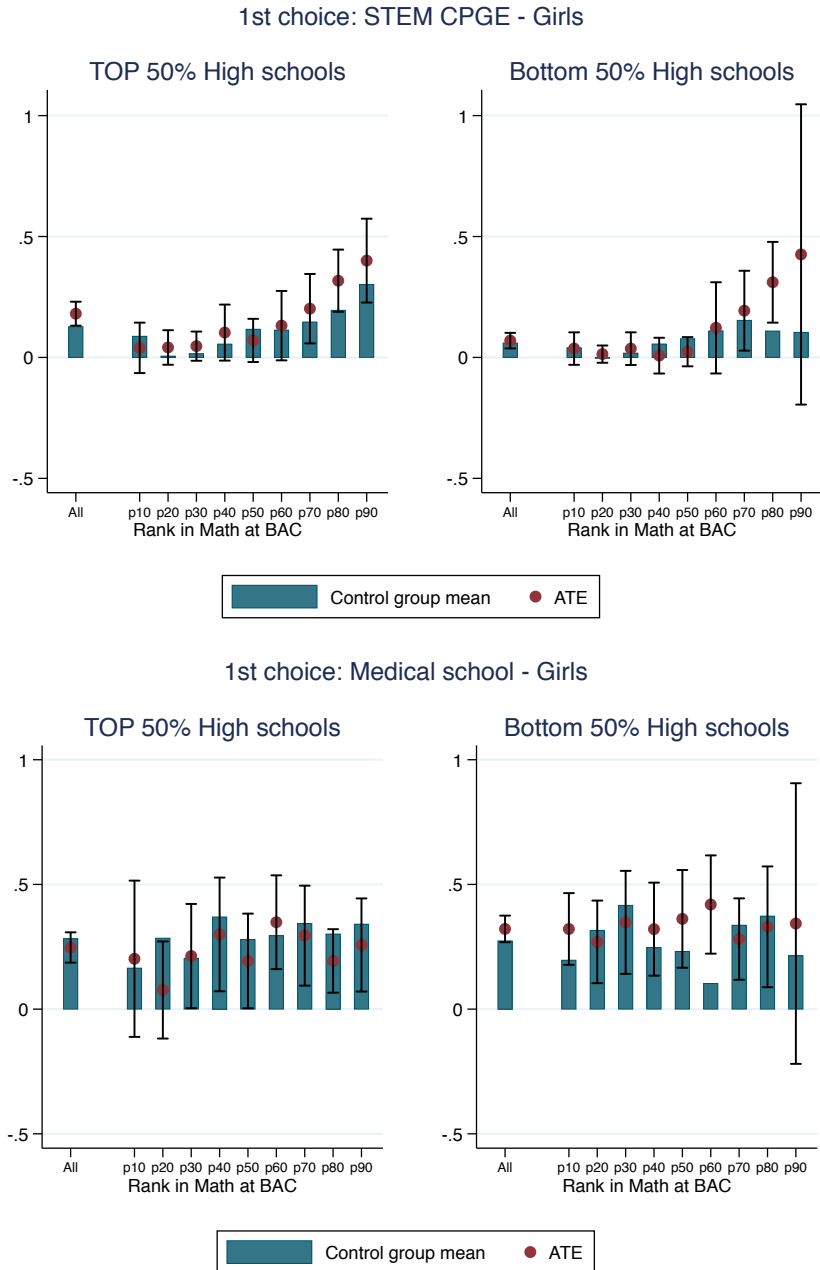 1st choice: STEM CPGE - Girls
TOP 50% High schools
1
.5
0
-.5
All p10 p20 p30 p40 p50 p60 p70 p80 p90
Rank in Math at BAC
Bottom 50% High schools
1
.5
0
-.5
All p10 p20 p30 p40 p50 p60 p70 p80 p90
Rank in Math at BAC
Control group mean ATE
1st choice: Medical school - Girls
TOP 50% High schools
1
.5
0
-.5
All p10 p20 p30 p40 p50 p60 p70 p80 p90
Rank in Math at BAC
Bottom 50% High schools
1
.5
0
-.5
All p10 p20 p30 p40 p50 p60 p70 p80 p90
Rank in Math at BAC
Control group mean ATE